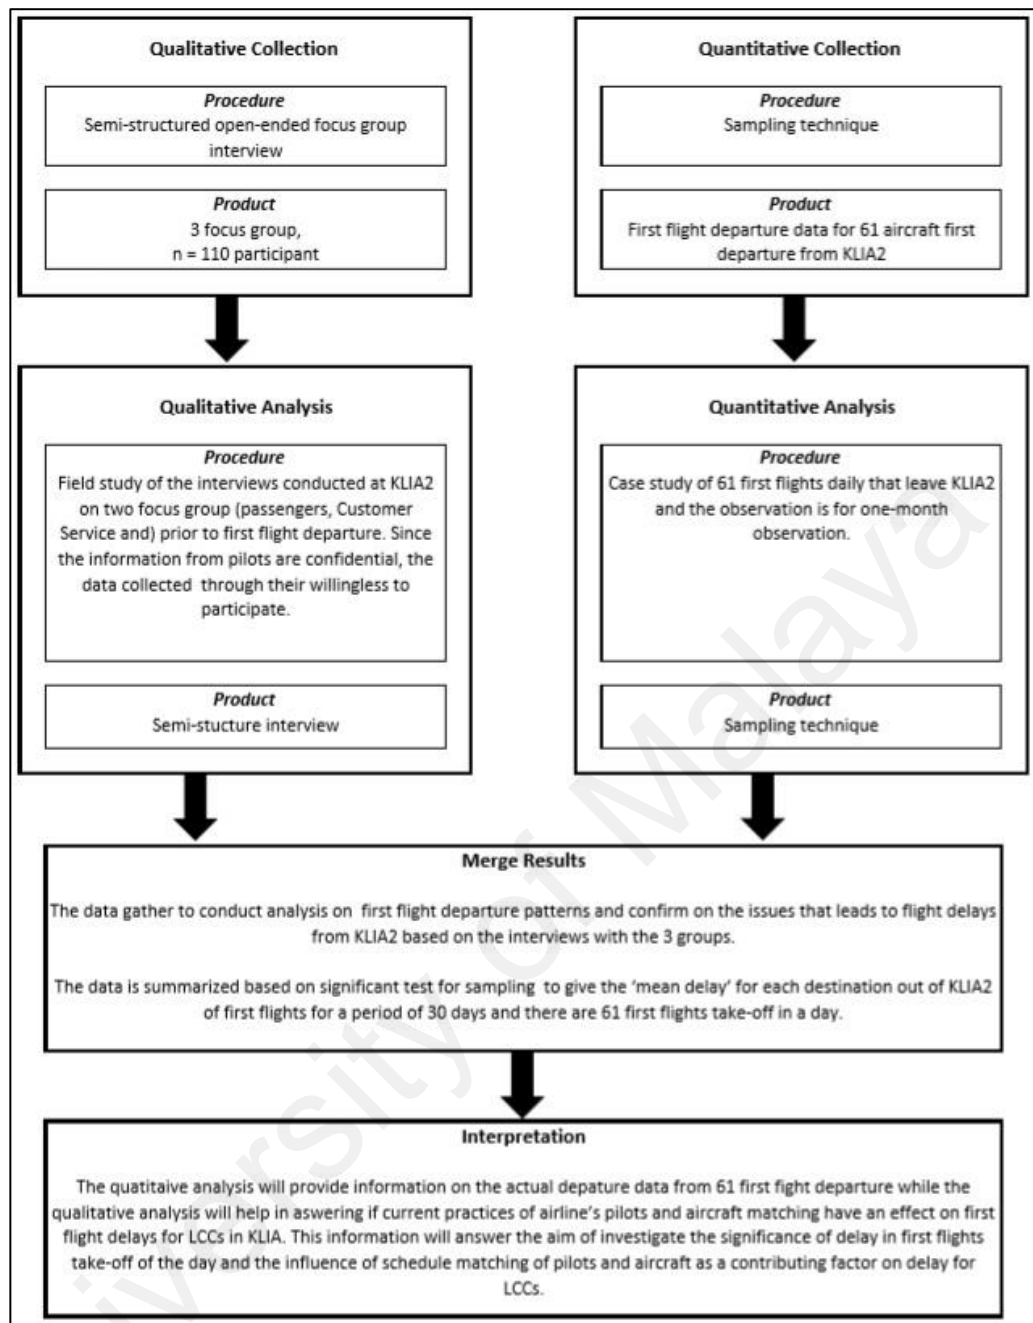 Qualitative Collection
Procedure
Semi-structured open-ended focus group
interview
Product
3 focus group,
n = 110 participant
Quantitative Collection
Procedure
Sampling technique
Product
First flight departure data for 61 aircraft first
departure from KLIA2
Qualitative Analysis
Procedure
Field study of the interviews conducted at KLIA2
on two focus group (passengers, Customer
Service and) prior to first flight departure. Since
the information from pilots are confidential, the
data collected through their willingless to
participate.
Product
Semi-stucture interview
Quantitative Analysis
Procedure
Case study of 61 first flights daily that leave KLIA2
and the observation is for one-month
observation.
Product
Sampling technique
Merge Results
The data gather to conduct analysis on first flight departure patterns and confirm on the issues that leads to flight delays
from KLIA2 based on the interviews with the 3 groups.
The data is summarized based on significant test for sampling to give the ‘mean delay’ for each destination out of KLIA2
of first flights for a period of 30 days and there are 61 first flights take-off in a day.
Interpretation
The quatitaive analysis will provide information on the actual depature data from 61 first fight departure while the
qualitative analysis will help in aswering if current practices of airline’s pilots and aircraft matching have an effect on first
flight delays for LCCs in KLIA. This information will answer the aim of investigate the significance of delay in first flights
take-off of the day and the influence of schedule matching of pilots and aircraft as a contributing factor on delay for
LCCs.
iversity of Malaya